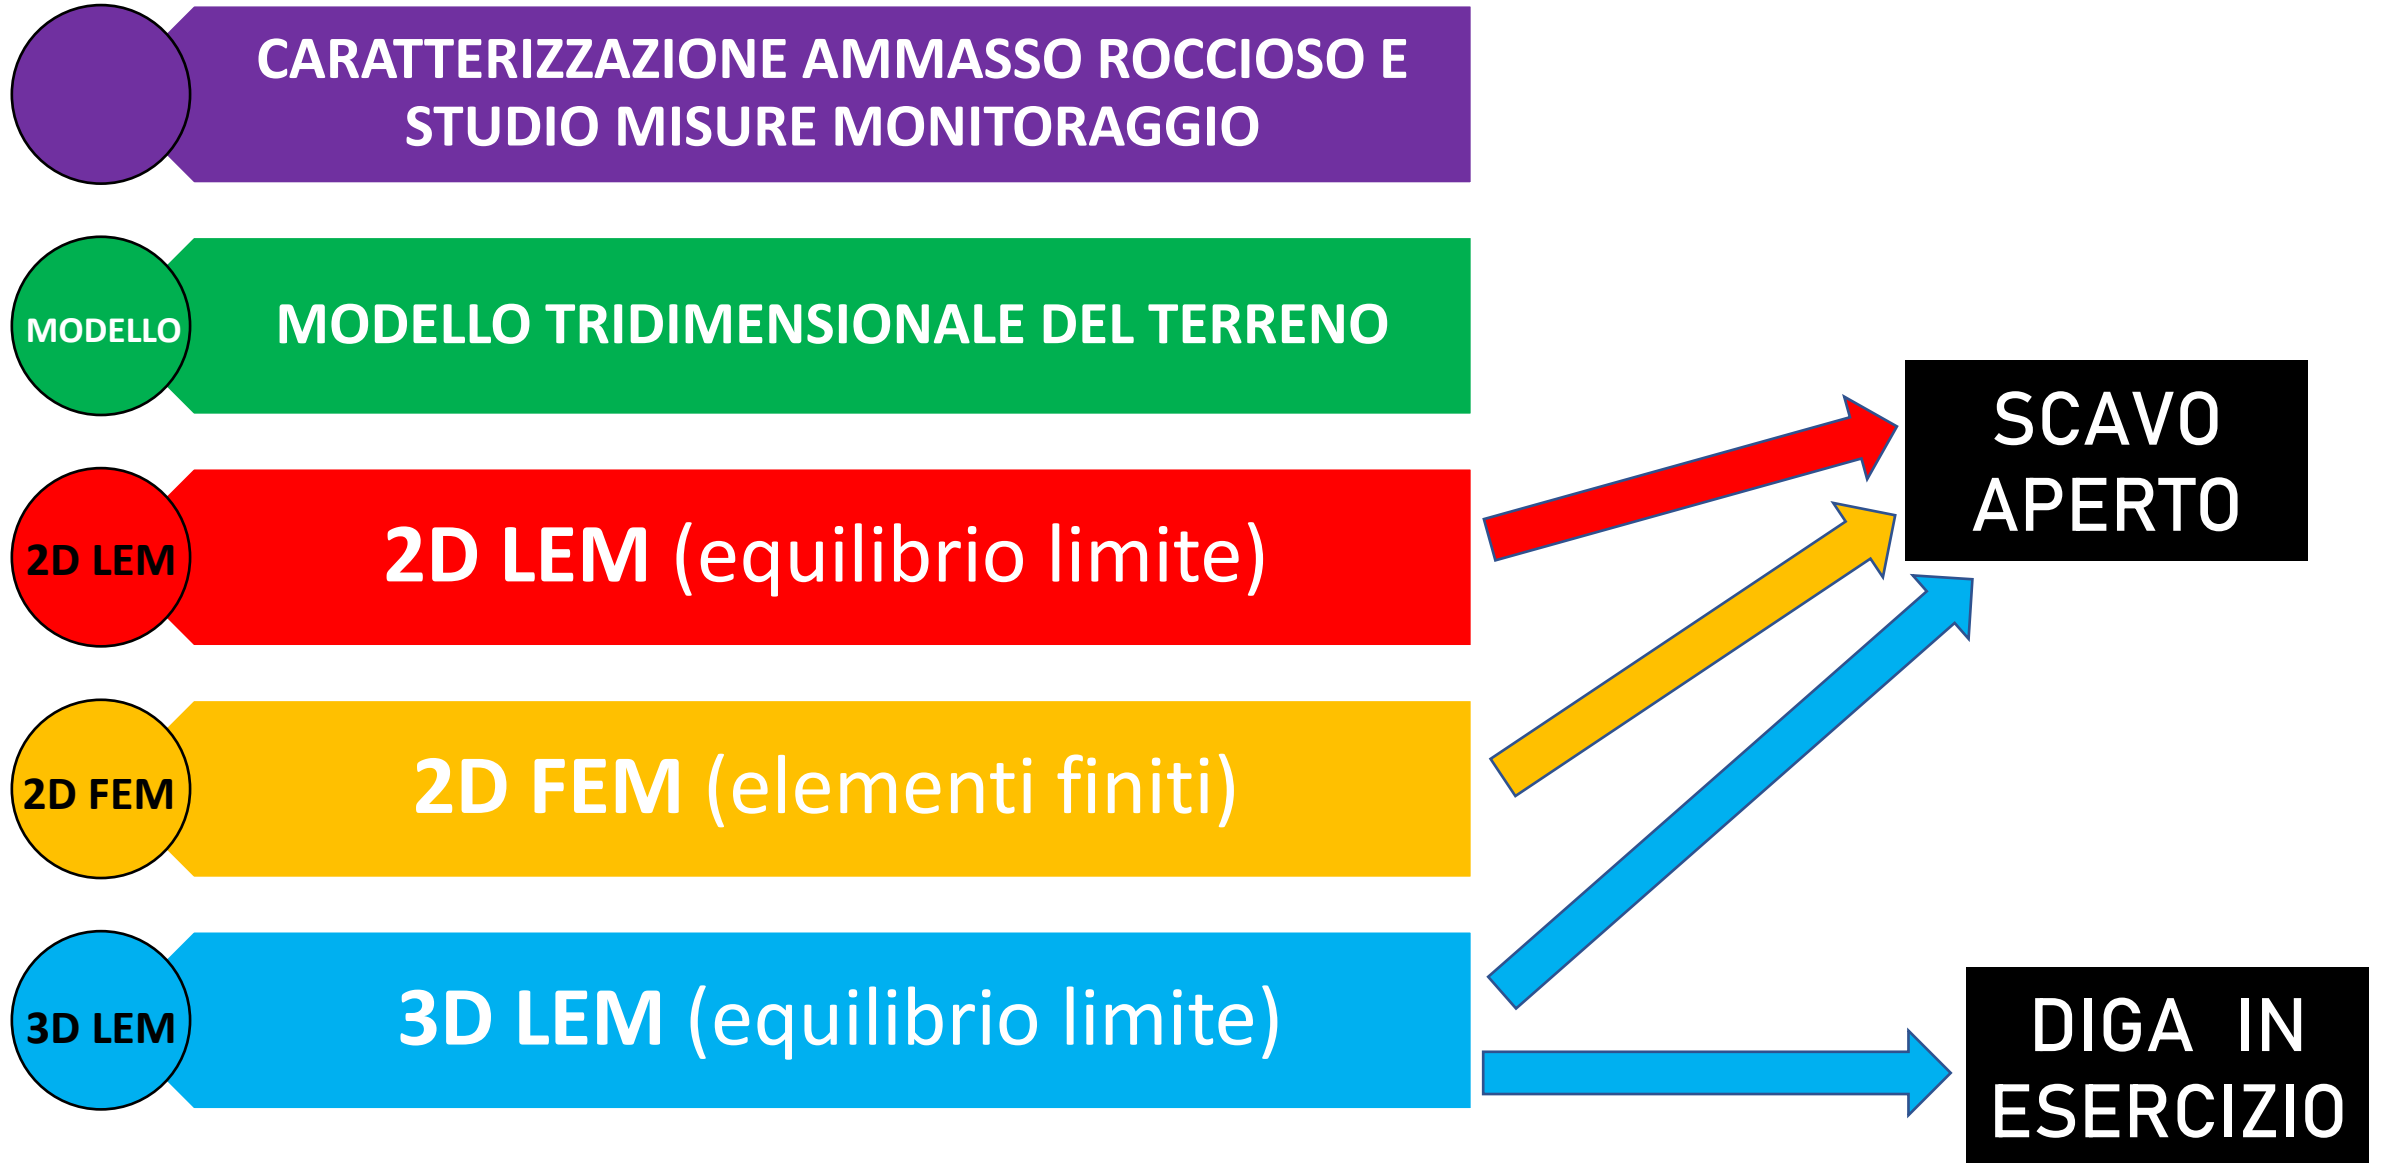 CARATTERIZZAZIONE AMMASSO ROCCIOSO E
STUDIO MISURE MONITORAGGIO
MODELLO
MODELLO TRIDIMENSIONALE DEL TERRENO
SCAVO
APERTO
2D LEM
2D LEM (equilibrio limite)
2D FEM
2D FEM (elementi finiti)
3D LEM
3D LEM (equilibrio limite)
DIGA IN
ESERCIZIO